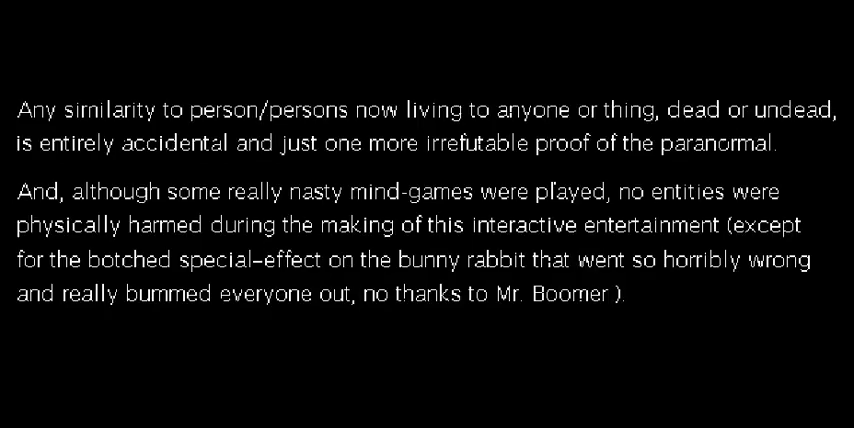 Any similarity to person/persons now living to anyone or thing, dead or undead,
is entirely accidental and just one more irrefutable proof of the paranormal.
And, although some really nasty mind-games were played, no entities were
physically harmed during the making of this interactive entertainment (except
for the botched special-effect on the bunny rabbit that went so horribly wrong
and really bummed everyone out, no thanks to Mr. Boomer ).